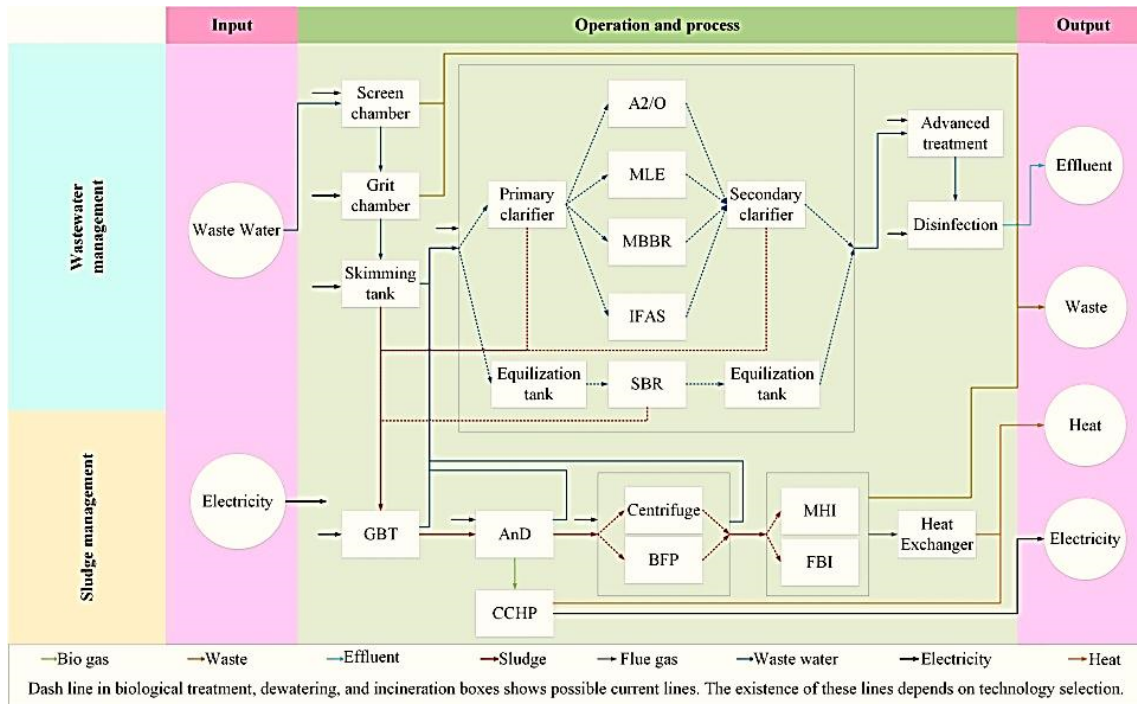 Input
Operation and process
Output
Wastewater
management
Sludge management
Waste Water
Electricity
Screen
chamber
Grit
chamber
Skimming
tank
Primary
clarifier
A2/O
MLE
MBBR
IFAS
Secondary
clarifier
Equilization
tank
SBR
Equilization
tank
Advanced
treatment
Disinfection
GBT
AnD
CCHP
Centrifuge
BFP
MHI
FBI
Heat
Exchanger
Effluent
Waste
Heat
Electricity
Bio gas
Waste
Effluent
Sludge
Flue gas
Waste water
Electricity
Heat
Dash line in biological treatment, dewatering, and incineration boxes shows possible current lines. The existence of these lines depends on technology selection.